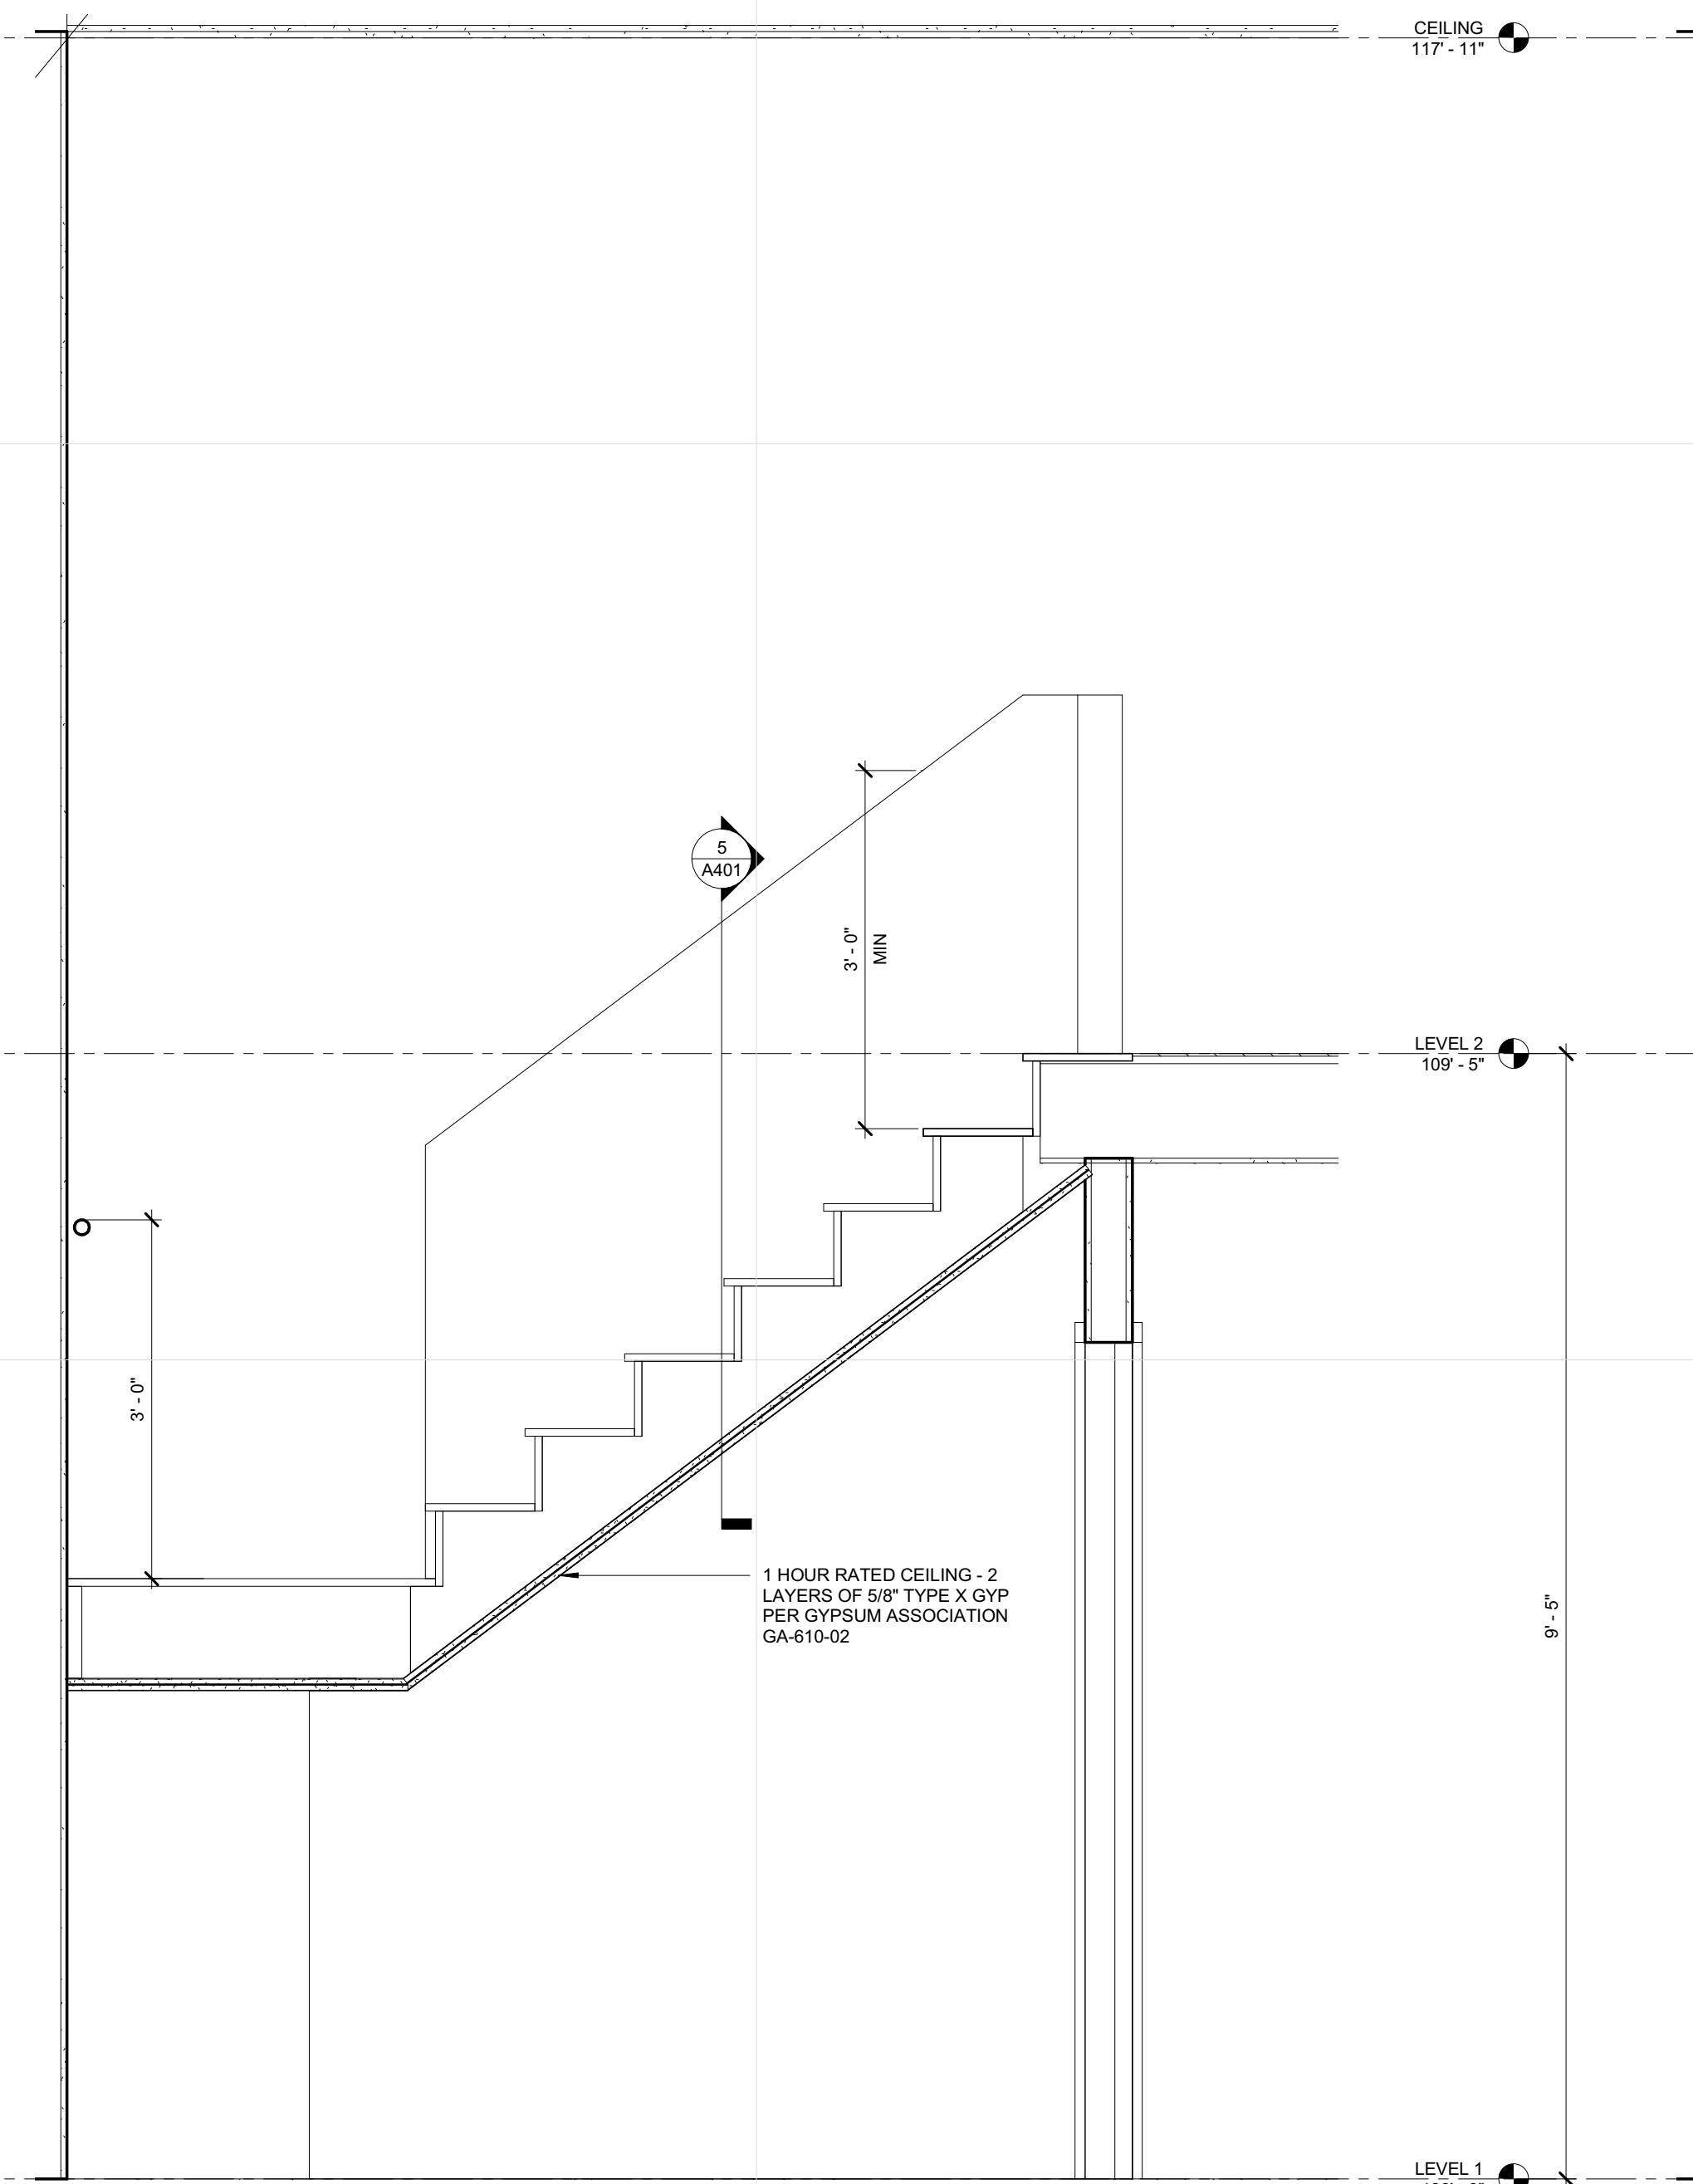 CEILING
117' - 11"
5
A401
3' - 0"
MIN
LEVEL 2
109' - 5"
3' - 0"
1 HOUR RATED CEILING - 2
LAYERS OF 5/8" TYPE X GYP
PER GYPSUM ASSOCIATION
GA-610-02
9' - 5"
LEVEL 1